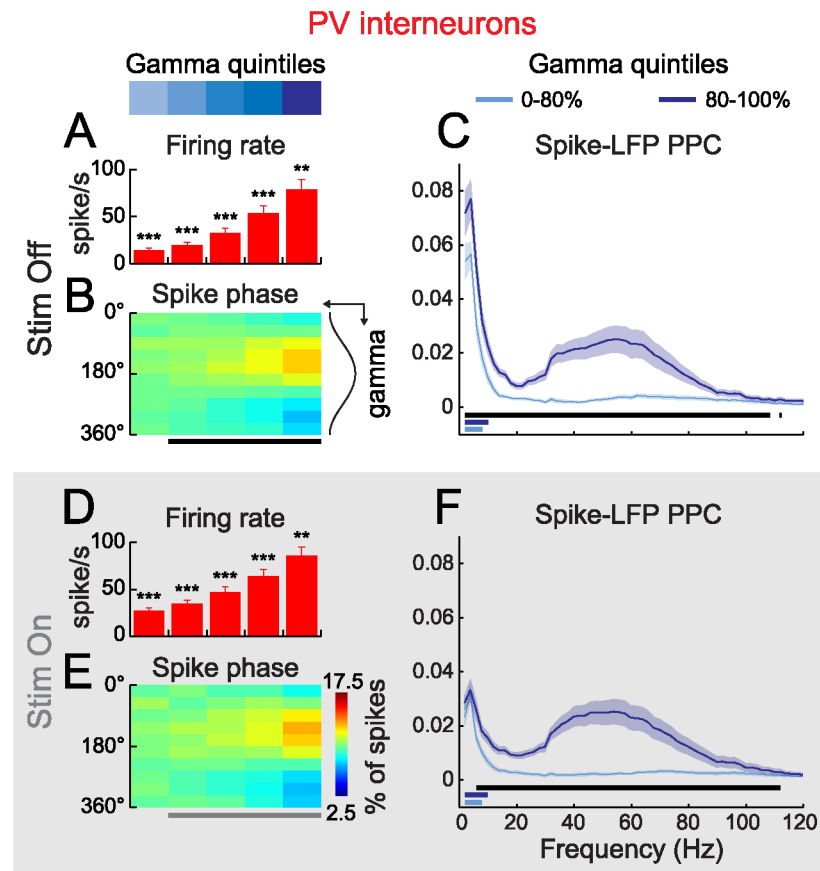 PV interneurons
Gamma quintiles
Gamma quintiles
0-80%
80-100%
A
Firing rate
C
Spike-LFP PPC
Stim Off
spike/s
100
50
0
***
***
***
***
**
0.08
0.06
0.04
0.02
0
B
Spike phase
0°
180°
360°
gamma
Stim On
D
Firing rate
spike/s
100
50
0
***
***
***
***
**
F
Spike-LFP PPC
0.08
0.06
0.04
0.02
0
E
Spike phase
0°
180°
360°
17.5
2.5
% of spikes
0 20 40 60 80 100 120
Frequency (Hz)